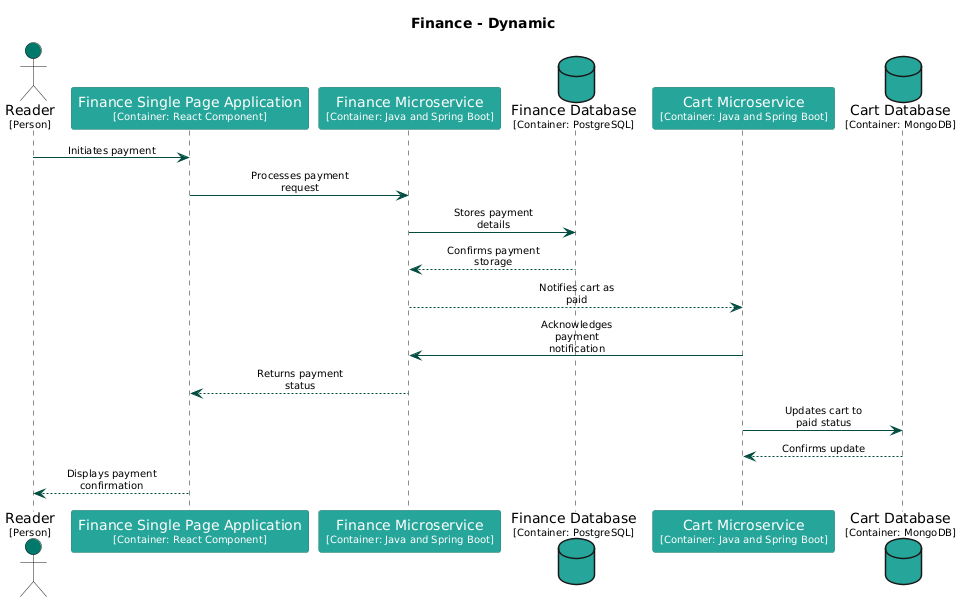 Finance - Dynamic
Reader
[Person]
Finance Single Page Application
[Container: React Component]
Finance Microservice
[Container: Java and Spring Boot]
Finance Database
[Container: PostgreSQL]
Cart Microservice
[Container: Java and Spring Boot]
Cart Database
[Container: MongoDB]
Initiates payment
Processes payment
request
Stores payment
details
Confirms payment
storage
Notifies cart as
paid
Acknowledges
payment
notification
Returns payment
status
Updates cart to
paid status
Confirms update
Displays payment
confirmation
Reader
[Person]
Finance Single Page Application
[Container: React Component]
Finance Microservice
[Container: Java and Spring Boot]
Finance Database
[Container: PostgreSQL]
Cart Microservice
[Container: Java and Spring Boot]
Cart Database
[Container: MongoDB]